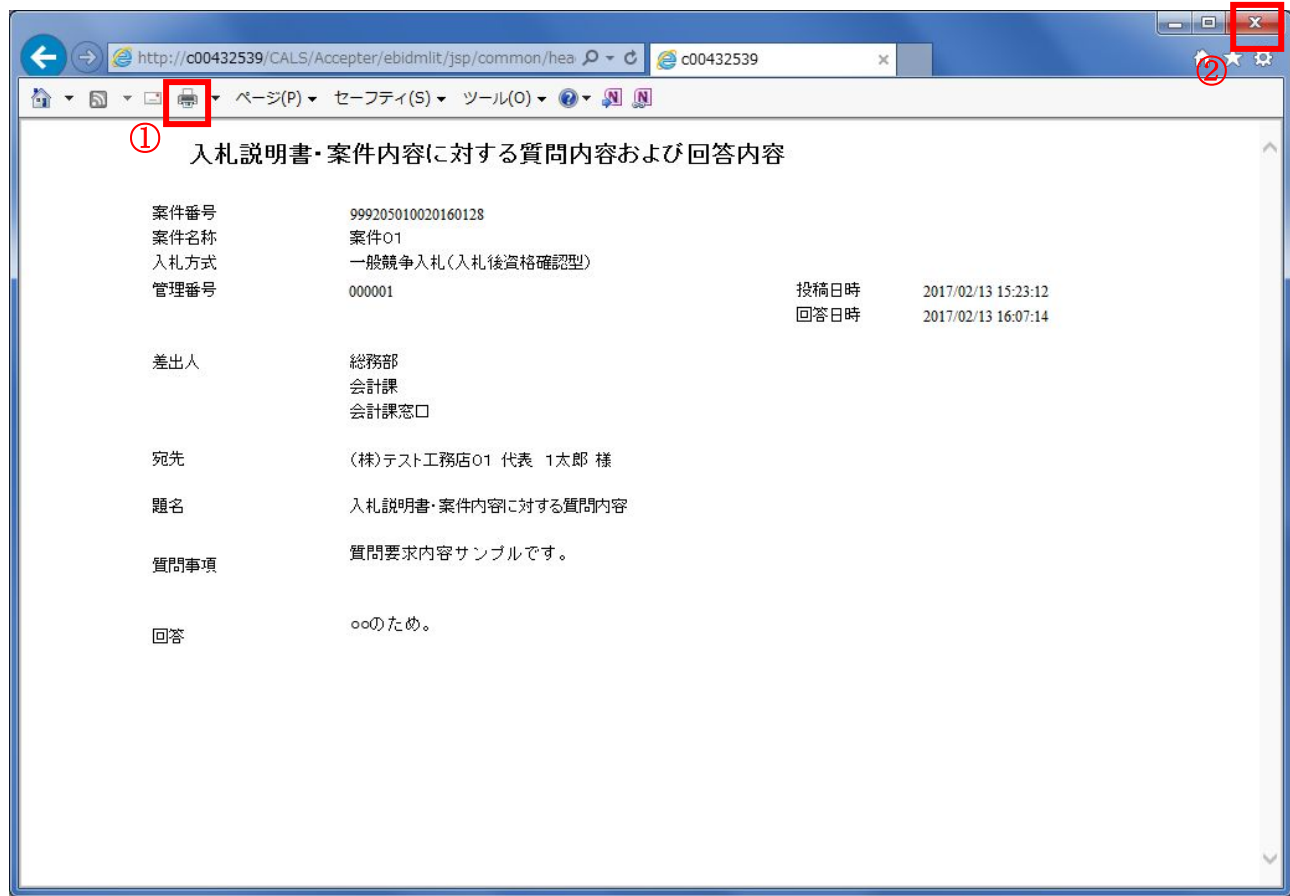 ②
http://c00432539/CALS/Accepter/ebidmlit/jsp/common/hea
c00432539
ページ(P)
セーフティ(S)
ツール(O)
①
入札説明書・案件内容に対する質問内容および回答内容
案件番号 999205010020160128
案件名称 案件01
入札方式 一般競争入札(入札後資格確認型)
管理番号 000001 投稿日時 2017/02/13 15:23:12
回答日時 2017/02/13 16:07:14
差出人 総務部
会計課
会計課窓口
宛先 (株)テスト工務店01 代表 1太郎 様
題名 入札説明書・案件内容に対する質問内容
質問事項 質問要求内容サンプルです。
回答 ○○のため。